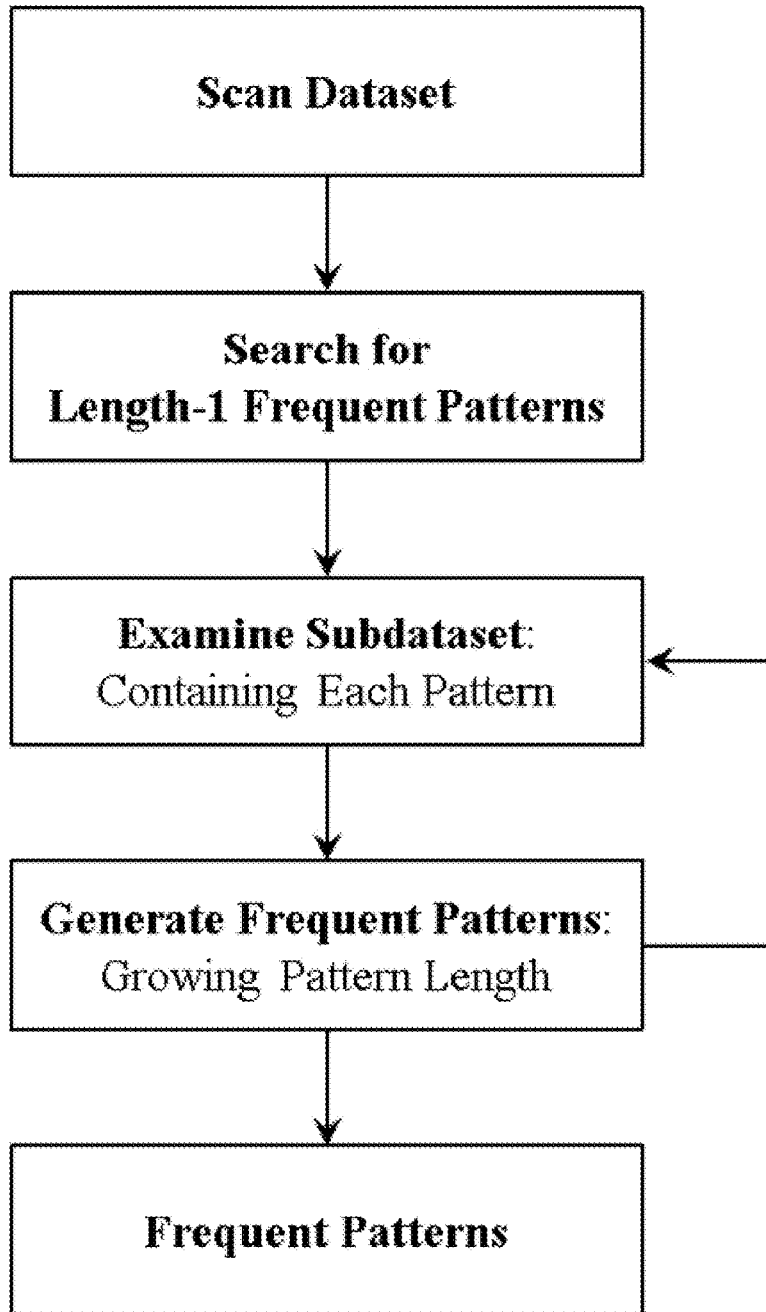 Scan Dataset
Search for
Length-1 Frequent Patterns
Examine Subdataset:
Containing Each Pattern
Generate Frequent Patterns:
Growing Pattern Length
Frequent Patterns